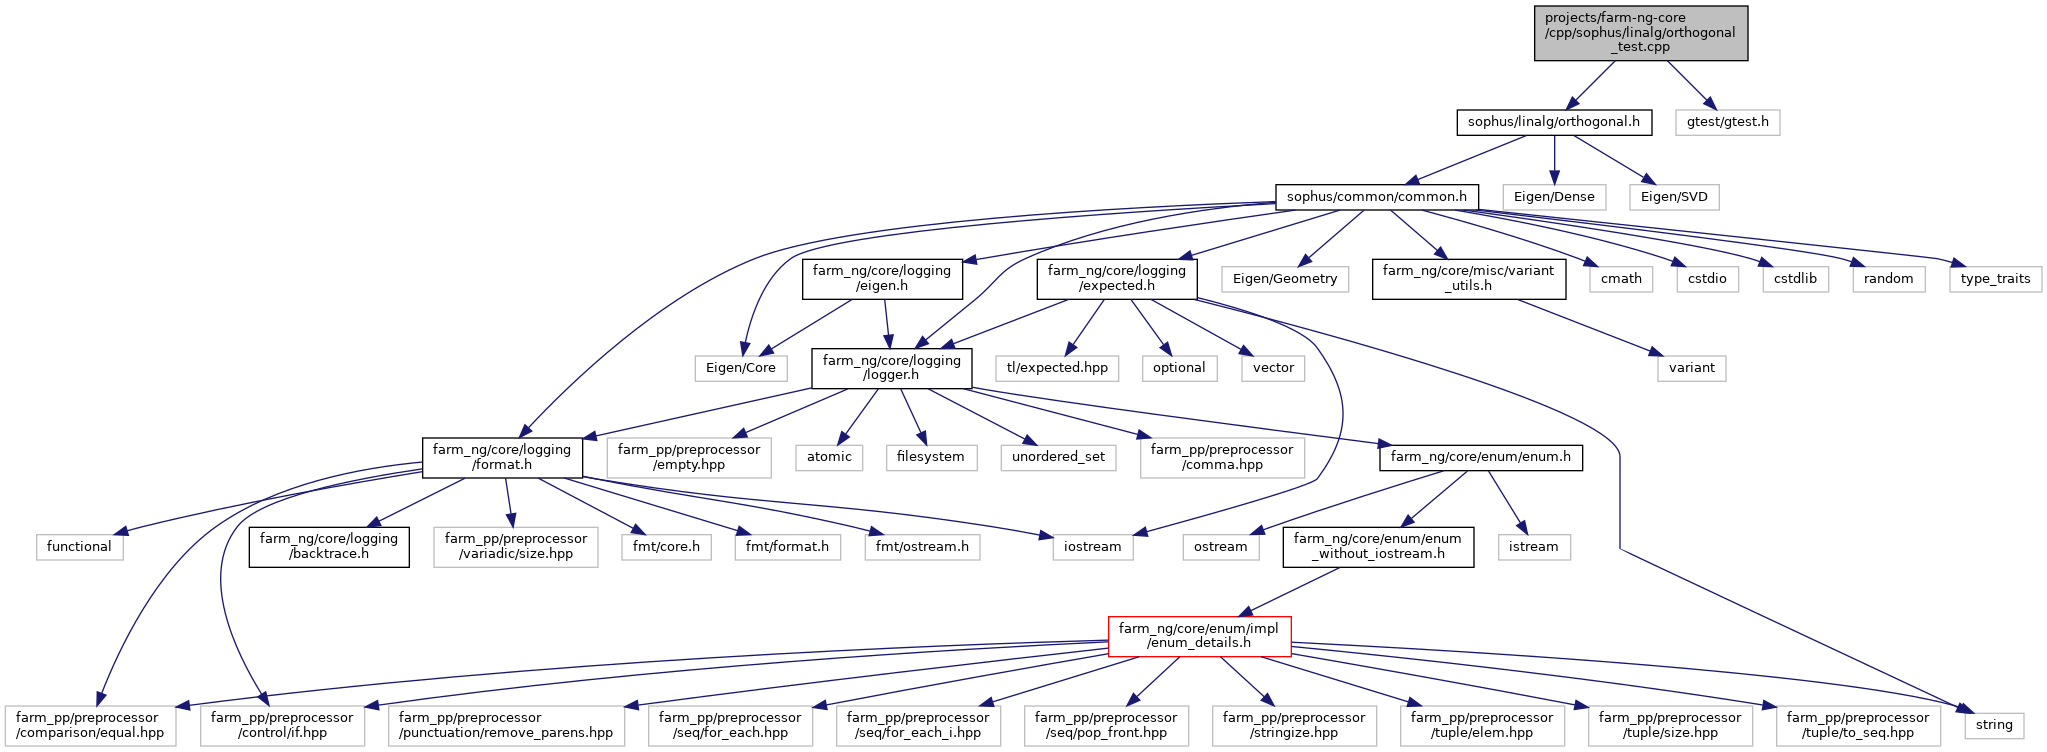 projects/farm-ng-core
/cpp/sophus/linalg/orthogonal
_test.cpp
sophus/linalg/orthogonal.h
gtest/gtest.h
sophus/common/common.h
Eigen/Dense
Eigen/SVD
farm_ng/core/logging
/eigen.h
farm_ng/core/logging
/expected.h
Eigen/Geometry
farm_ng/core/misc/variant
_utils.h
cmath
cstdio
cstdlib
random
type_traits
Eigen/Core
farm_ng/core/logging
/logger.h
tl/expected.hpp
optional
vector
variant
farm_ng/core/logging
/format.h
farm_pp/preprocessor
/empty.hpp
atomic
filesystem
unordered_set
farm_pp/preprocessor
/comma.hpp
farm_ng/core/enum/enum.h
functional
farm_ng/core/logging
/backtrace.h
farm_pp/preprocessor
/variadic/size.hpp
fmt/core.h
fmt/format.h
fmt/ostream.h
iostream
ostream
farm_ng/core/enum/enum
_without_iostream.h
istream
farm_ng/core/enum/impl
/enum_details.h
farm_pp/preprocessor
/comparison/equal.hpp
farm_pp/preprocessor
/control/if.hpp
farm_pp/preprocessor
/punctuation/remove_parens.hpp
farm_pp/preprocessor
/seq/for_each.hpp
farm_pp/preprocessor
/seq/for_each_i.hpp
farm_pp/preprocessor
/seq/pop_front.hpp
farm_pp/preprocessor
/stringize.hpp
farm_pp/preprocessor
/tuple/elem.hpp
farm_pp/preprocessor
/tuple/size.hpp
farm_pp/preprocessor
/tuple/to_seq.hpp
string